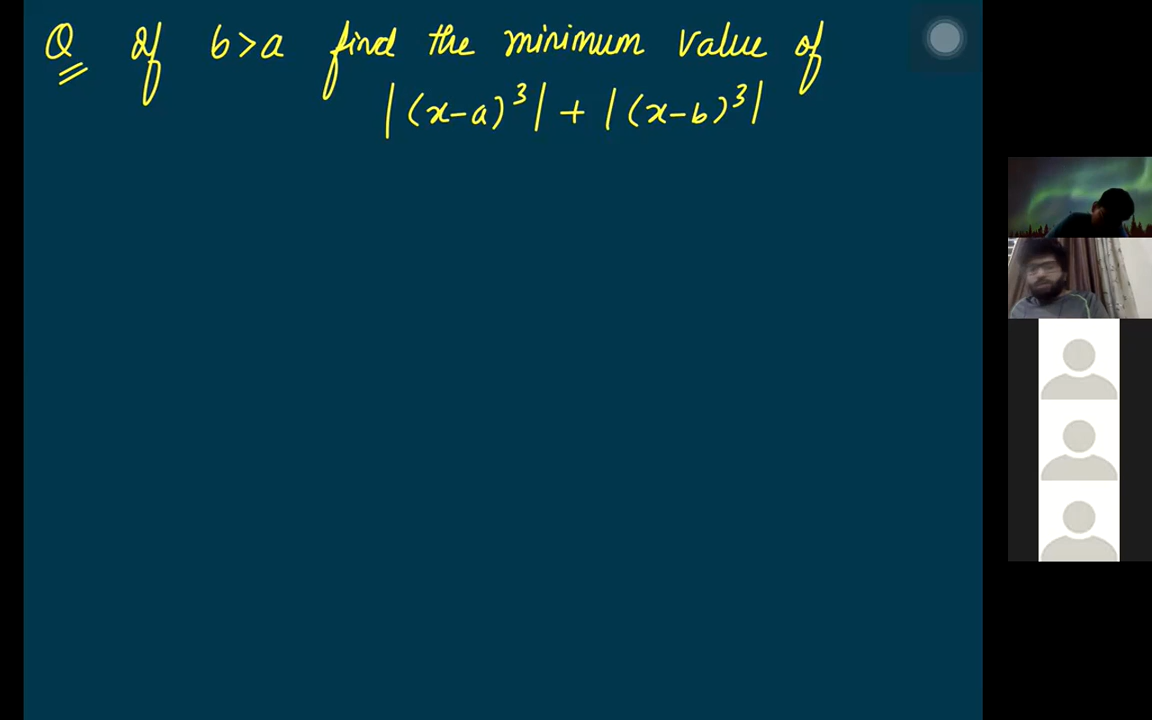 Q If b>a find the minimum value of
|(x-a)³| + |(x-b)³|